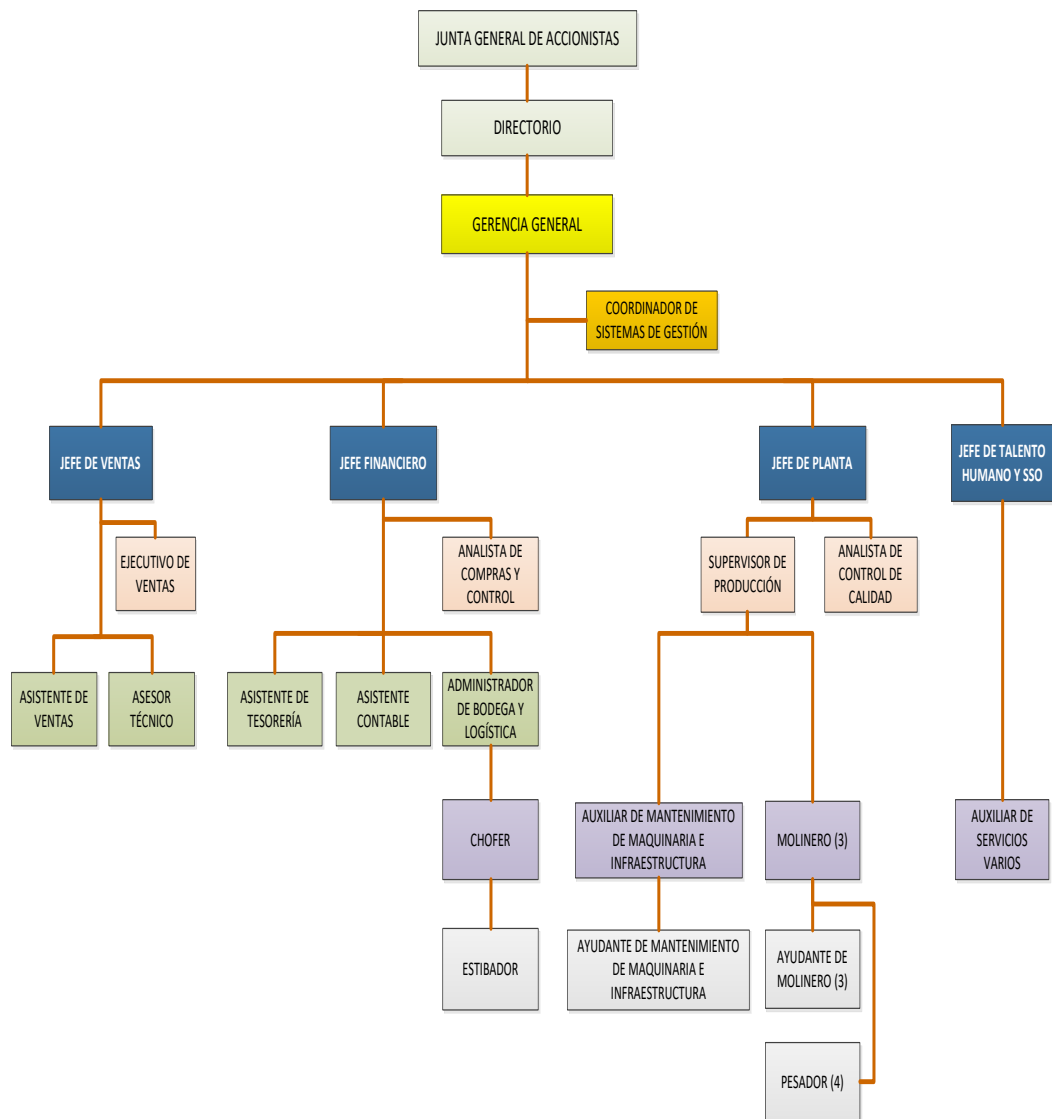 JUNTA GENERAL DE ACCIONISTAS
DIRECTORIO
GERENCIA GENERAL
COORDINADOR DE
SISTEMAS DE GESTIÓN
JEFE DE VENTAS
JEFE FINANCIERO
JEFE DE PLANTA
JEFE DE TALENTO
HUMANO Y SSO
EJECUTIVO DE
VENTAS
ANALISTA DE
COMPRAS Y
CONTROL
SUPERVISOR DE
PRODUCCIÓN
ANALISTA DE
CONTROL DE
CALIDAD
ASISTENTE DE
VENTAS
ASESOR
TÉCNICO
ASISTENTE DE
TESORERÍA
ASISTENTE
CONTABLE
ADMINISTRADOR
DE BODEGA Y
LOGÍSTICA
CHOFER
AUXILIAR DE MANTENIMIENTO
DE MAQUINARIA E
INFRAESTRUCTURA
MOLINERO (3)
AUXILIAR DE
SERVICIOS
VARIOS
ESTIBADOR
AYUDANTE DE MANTENIMIENTO
DE MAQUINARIA E
INFRAESTRUCTURA
AYUDANTE DE
MOLINERO (3)
PESADOR (4)